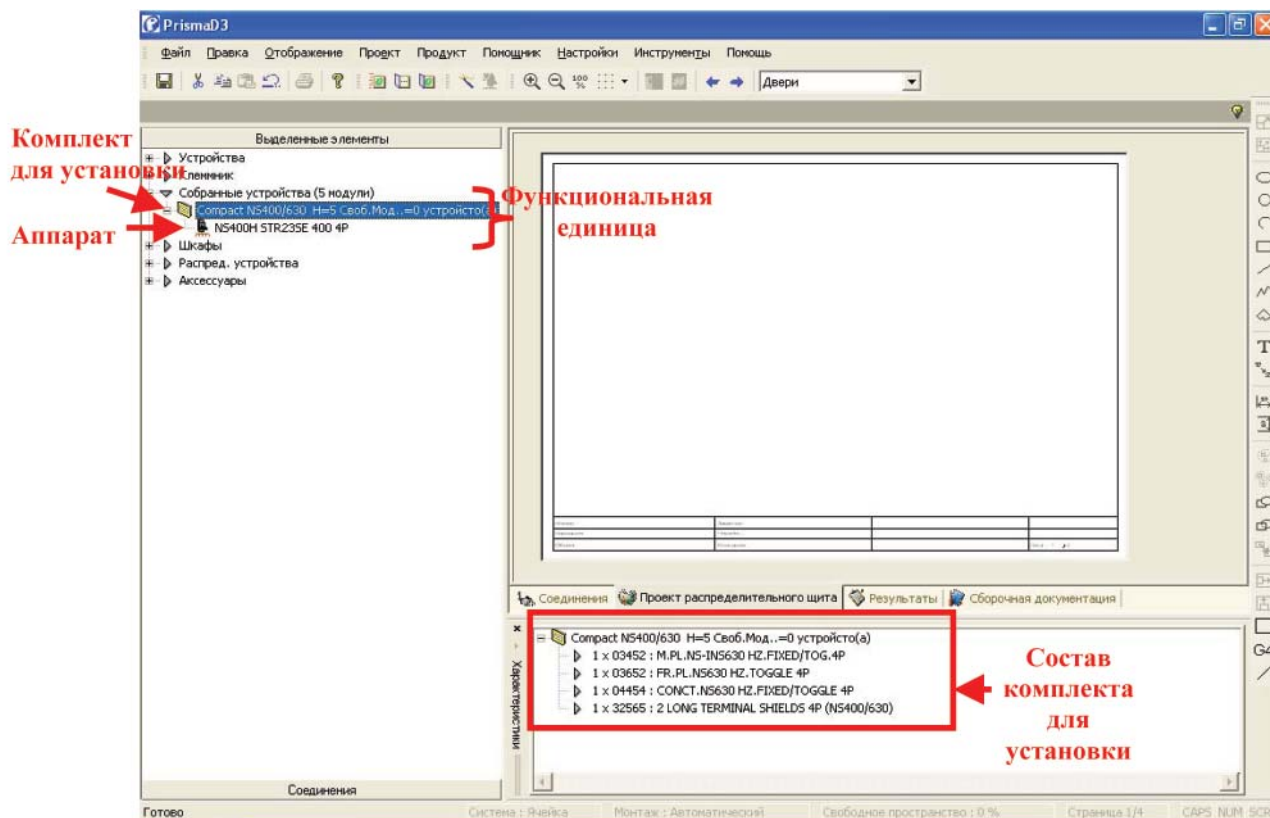 PrismaD3
Файл Правка Отображение Проект Продукт Помощник Настройки Инструменты Помощь
100 %
Двери
Комплект
для установки
Аппарат
Выделенные элементы
Устройства
Клеммник
Собранные устройства (5 модули)
Compact NS400/630 H=5 Своб.Мод..=0 устройсто(а)
NS400H STR23SE 400 4P
Шкафы
Распред. устройства
Аксессуары
Функциональная
единица
Соединения Проект распределительного щита Результаты Сборочная документация
Характеристики
Compact NS400/630 H=5 Своб.Мод..=0 устройсто(а)
1 x 03452 : M.PL.NS-INS630 HZ.FIXED/TOG.4P
1 x 03652 : FR.PL.NS630 HZ.TOGGLE 4P
1 x 04454 : CONCT.NS630 HZ.FIXED/TOGGLE 4P
1 x 32565 : 2 LONG TERMINAL SHIELDS 4P (NS400/630)
Состав
комплекта
для
установки
Соединения
Готово Система : Ячейка Монтаж : Автоматический Свободное пространство : 0 % Страница 1/4 CAPS NUM SCR